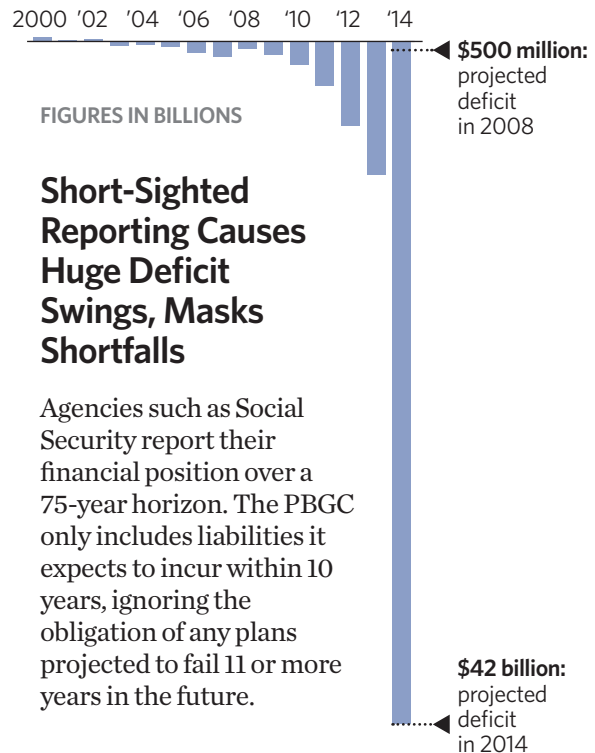 2000 ‘02 ‘04 ‘06 ‘08 ‘10 ‘12 ‘14
$500 million:
projected
deficit
in 2008
FIGURES IN BILLIONS
Short-Sighted
Reporting Causes
Huge Deficit
Swings, Masks
Shortfalls
Agencies such as Social
Security report their
financial position over a
75-year horizon. The PBGC
only includes liabilities it
expects to incur within 10
years, ignoring the
obligation of any plans
projected to fail 11 or more
years in the future.
$42 billion:
projected
deficit
in 2014